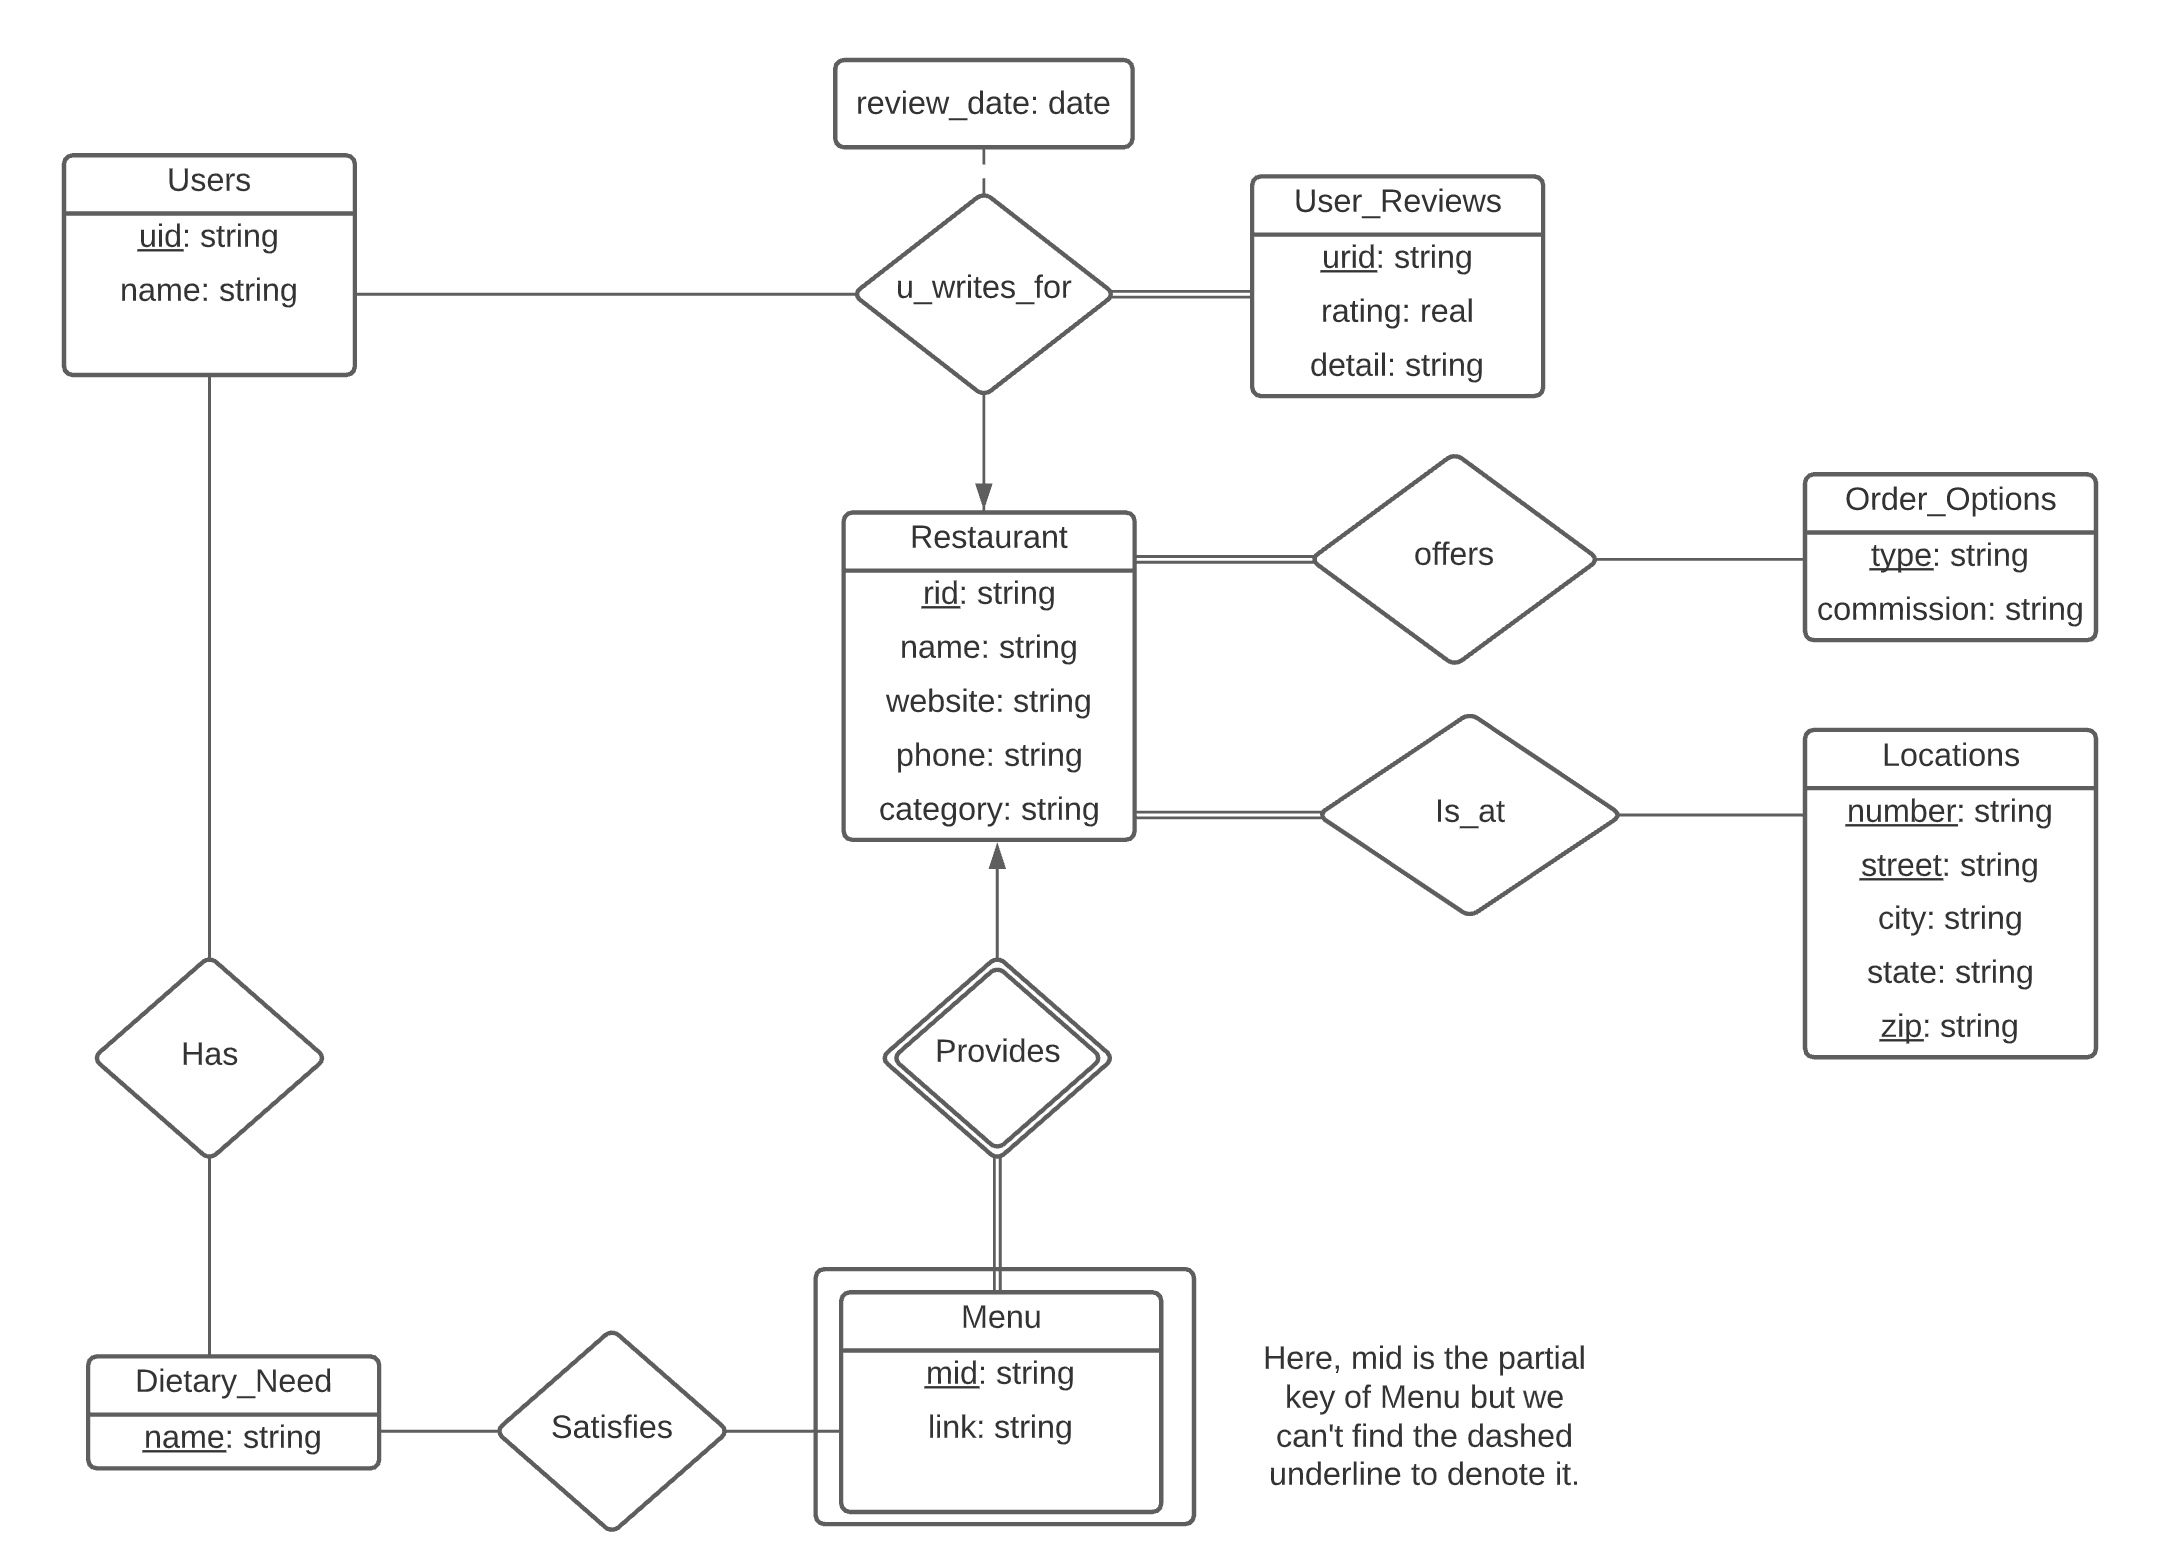 review_date: date
Users
uid: string
name: string
u_writes_for
User_Reviews
urid: string
rating: real
detail: string
Restaurant
rid: string
name: string
website: string
phone: string
category: string
offers
Order_Options
type: string
commission: string
Is_at
Locations
number: string
street: string
city: string
state: string
zip: string
Has
Provides
Dietary_Need
name: string
Satisfies
Menu
mid: string
link: string
Here, mid is the partial
key of Menu but we
can't find the dashed
underline to denote it.